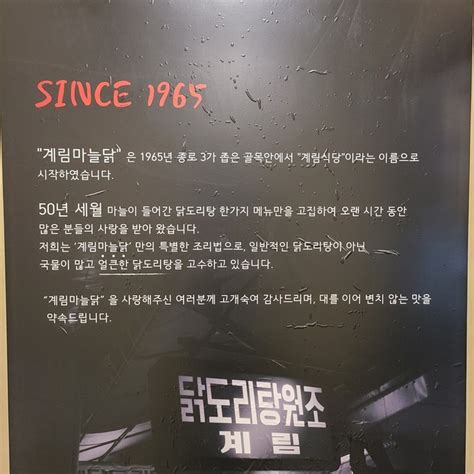 SINCE 1965
"계림마늘닭" 은 1965년 종로 3가 좁은 골목안에서 "계림식당"이라는 이름으로
시작하였습니다.
50년 세월 마늘이 들어간 닭도리탕 한가지 메뉴만을 고집하여 오랜 시간 동안
많은 분들의 사랑을 받아 왔습니다.
저희는 '계림마늘닭' 만의 특별한 조리법으로, 일반적인 닭도리탕이 아닌
국물이 많고 얼큰한 닭도리탕을 고수하고 있습니다.
"계림마늘닭" 을 사랑해주신 여러분께 고개숙여 감사드리며, 대를 이어 변치 않는 맛을
약속드립니다.
닭도리탕원조
계림